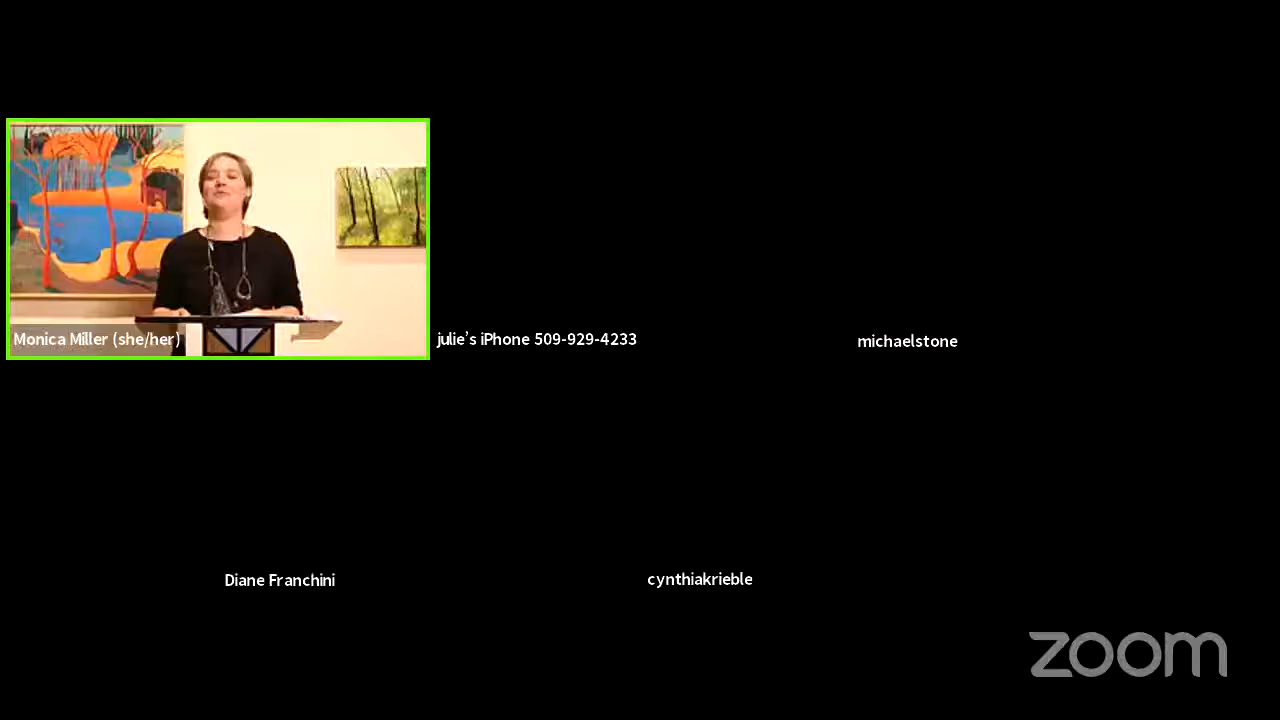 Monica Miller (she/her)
julie’s iPhone 509-929-4233
michaelstone
Diane Franchini
cynthiakrieble
zoom